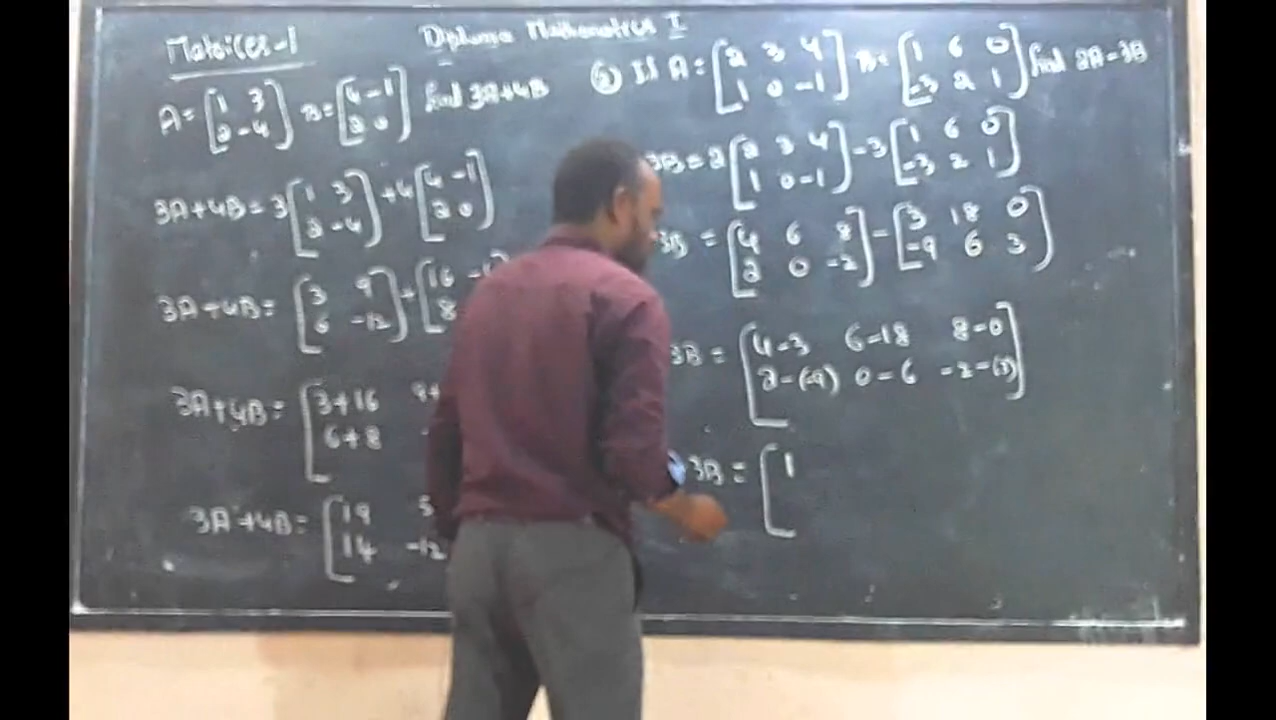 Matrices-1
Diploma Mathematics I
A = [1 3
2 -4] B = [4 -1
2 0] find 3A+4B
3A+4B = 3 [1 3
2 -4] + 4 [4 -1
2 0]
3A+4B = [3 9
6 -12] + [16
8
3A+4B = [3+16 9+
6+8
3A+4B = [19 5
14 -12
② If A = [2 3 4
1 0 -1] B = [1 6 0
-3 2 1] find 2A-3B
3B = 2 [2 3 4
1 0 -1] - 3 [1 6 0
-3 2 1]
3B = [4 6 8
2 0 -2] - [3 18 0
-9 6 3]
3B = [4-3 6-18 8-0
2-(-9) 0-6 -2-(3)]
3B = [1